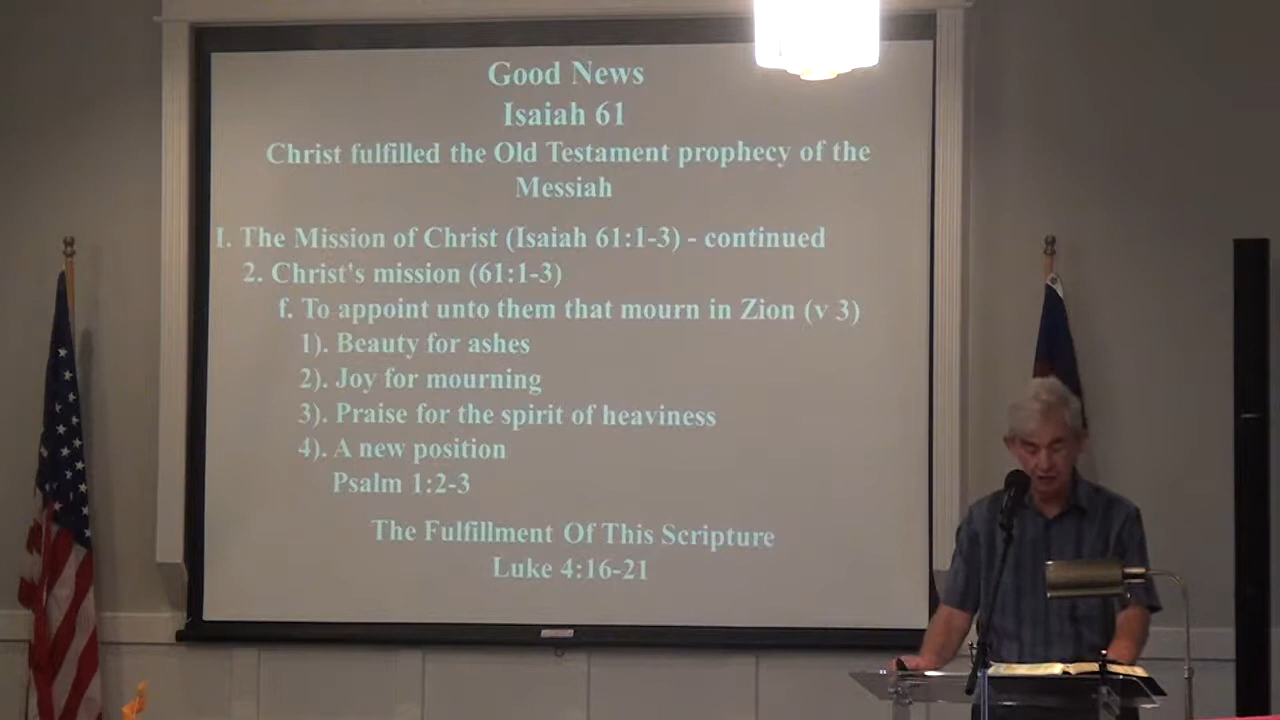 Good News
Isaiah 61
Christ fulfilled the Old Testament prophecy of the
Messiah
I. The Mission of Christ (Isaiah 61:1-3) - continued
2. Christ's mission (61:1-3)
f. To appoint unto them that mourn in Zion (v 3)
1). Beauty for ashes
2). Joy for mourning
3). Praise for the spirit of heaviness
4). A new position
Psalm 1:2-3
The Fulfillment Of This Scripture
Luke 4:16-21